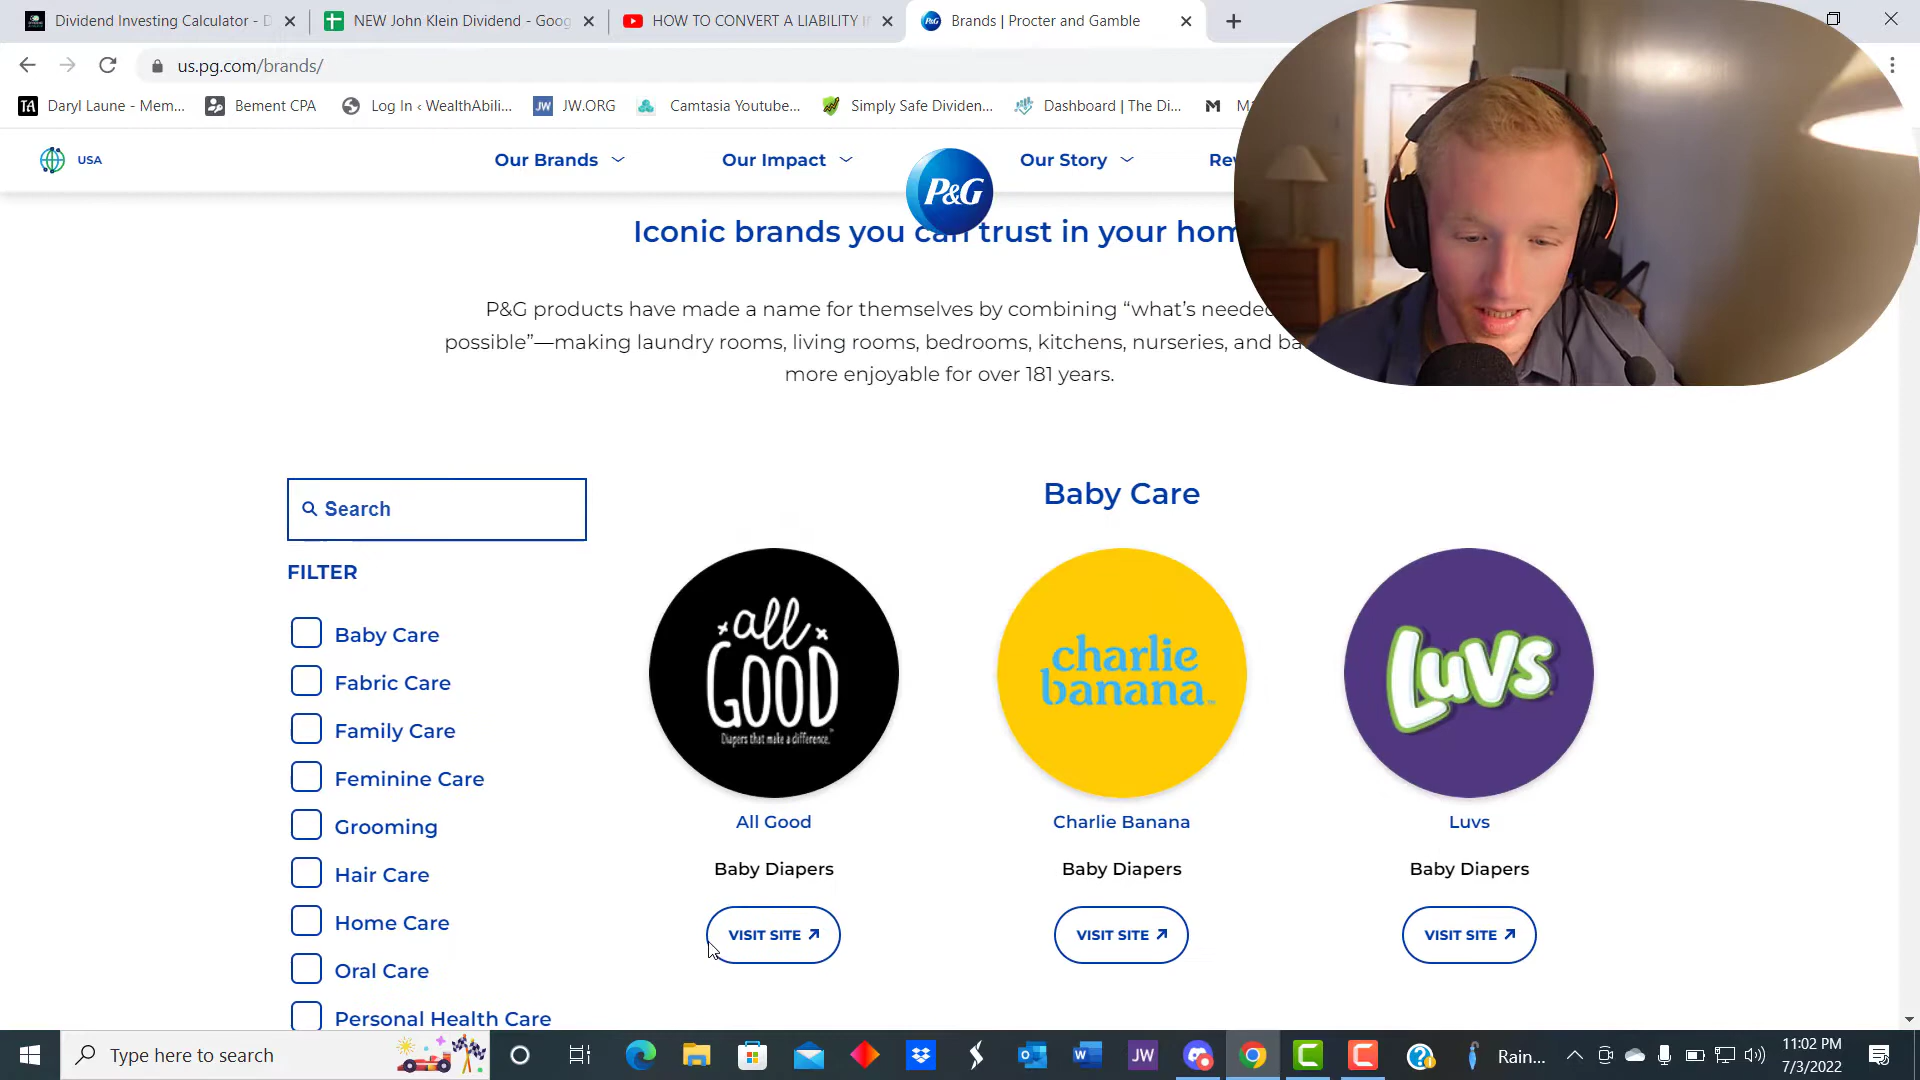 Dividend Investing Calculator - D
NEW John Klein Dividend - Goog
HOW TO CONVERT A LIABILITY I
Brands | Procter and Gamble
us.pg.com/brands/
TA Daryl Laune - Mem...
Bement CPA
Log In ‹ WealthAbili...
JW JW.ORG
Camtasia Youtube...
Simply Safe Dividen...
Dashboard | The Di...
USA
Our Brands
Our Impact
P&G
Our Story
Iconic brands you can trust in your hom
P&G products have made a name for themselves by combining “what's needed
possible”—making laundry rooms, living rooms, bedrooms, kitchens, nurseries, and ba
more enjoyable for over 181 years.
Search
FILTER
Baby Care
Fabric Care
Family Care
Feminine Care
Grooming
Hair Care
Home Care
Oral Care
Personal Health Care
Baby Care
all
GOOD
Diapers that make a difference.™
charlie
banana™
Luvs
All Good
Charlie Banana
Luvs
Baby Diapers
Baby Diapers
Baby Diapers
VISIT SITE
VISIT SITE
VISIT SITE
Type here to search
JW
Rain...
11:02 PM
7/3/2022